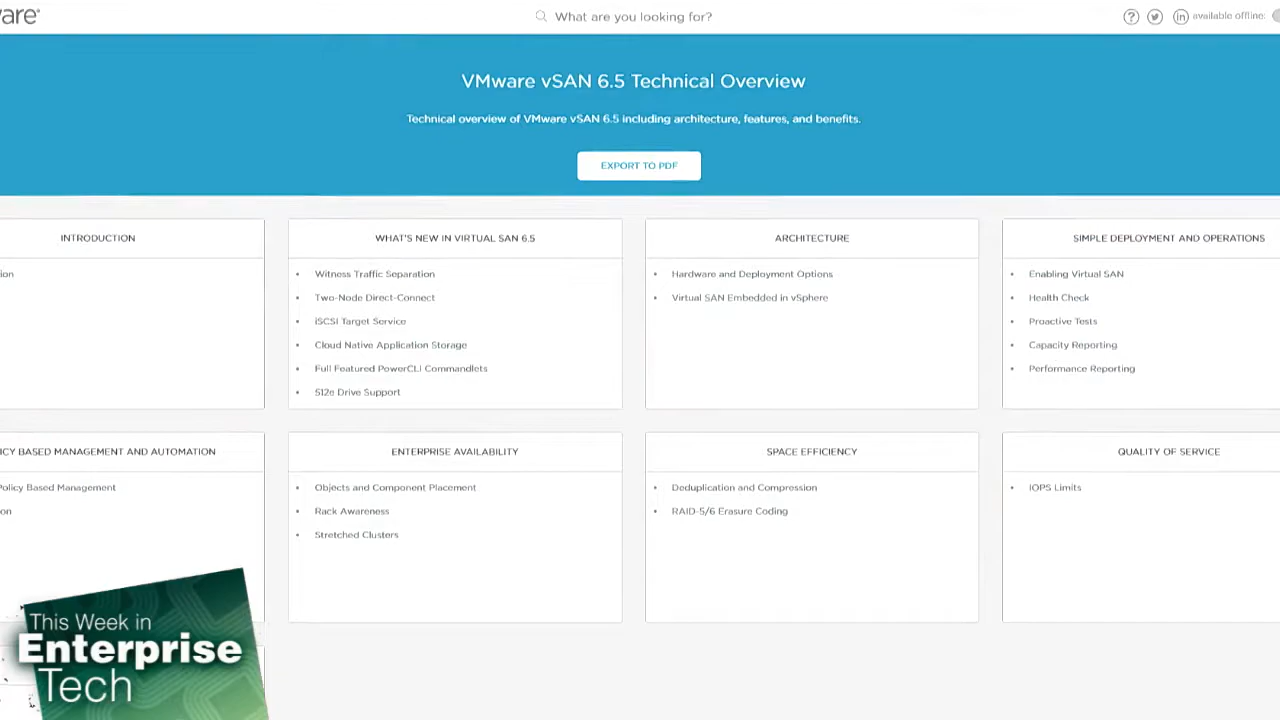 are
What are you looking for?
available offline:
VMware vSAN 6.5 Technical Overview
Technical overview of VMware vSAN 6.5 including architecture, features, and benefits.
EXPORT TO PDF
INTRODUCTION
ion
WHAT'S NEW IN VIRTUAL SAN 6.5
Witness Traffic Separation
Two-Node Direct-Connect
iSCSI Target Service
Cloud Native Application Storage
Full Featured PowerCLI Commandlets
512e Drive Support
ARCHITECTURE
Hardware and Deployment Options
Virtual SAN Embedded in vSphere
SIMPLE DEPLOYMENT AND OPERATIONS
Enabling Virtual SAN
Health Check
Proactive Tests
Capacity Reporting
Performance Reporting
ICY BASED MANAGEMENT AND AUTOMATION
Policy Based Management
on
ENTERPRISE AVAILABILITY
Objects and Component Placement
Rack Awareness
Stretched Clusters
SPACE EFFICIENCY
Deduplication and Compression
RAID-5/6 Erasure Coding
QUALITY OF SERVICE
IOPS Limits
This Week in
Enterprise
Tech